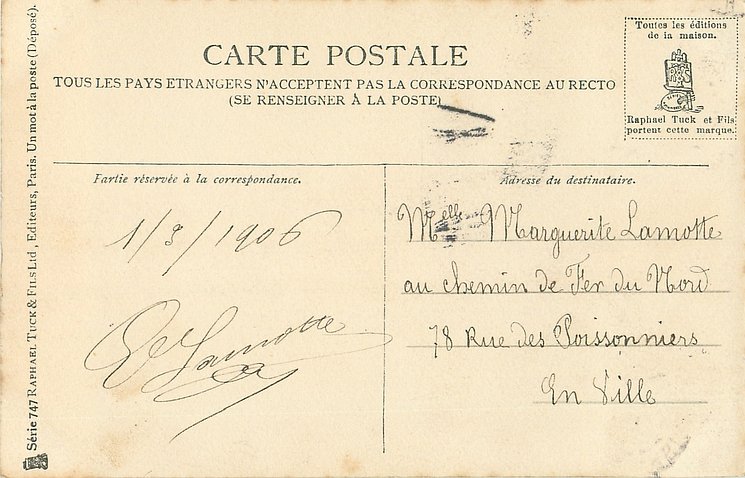 CARTE POSTALE
TOUS LES PAYS ETRANGERS N'ACCEPTENT PAS LA CORRESPONDANCE AU RECTO
(SE RENSEIGNER À LA POSTE)
Toutes les éditions
de la maison.
Raphael Tuck et Fils
portent cette marque.
Partie réservée à la correspondance.
1/3/1906
Lamotte
Adresse du destinataire.
Melle Marguerite Lamotte
au chemin de Fer du Nord
78 Rue des Poissonniers
En Ville
Série 747 RAPHAEL TUCK & FILS Ltd, Editeurs, Paris. Un mot à la poste (Déposé).